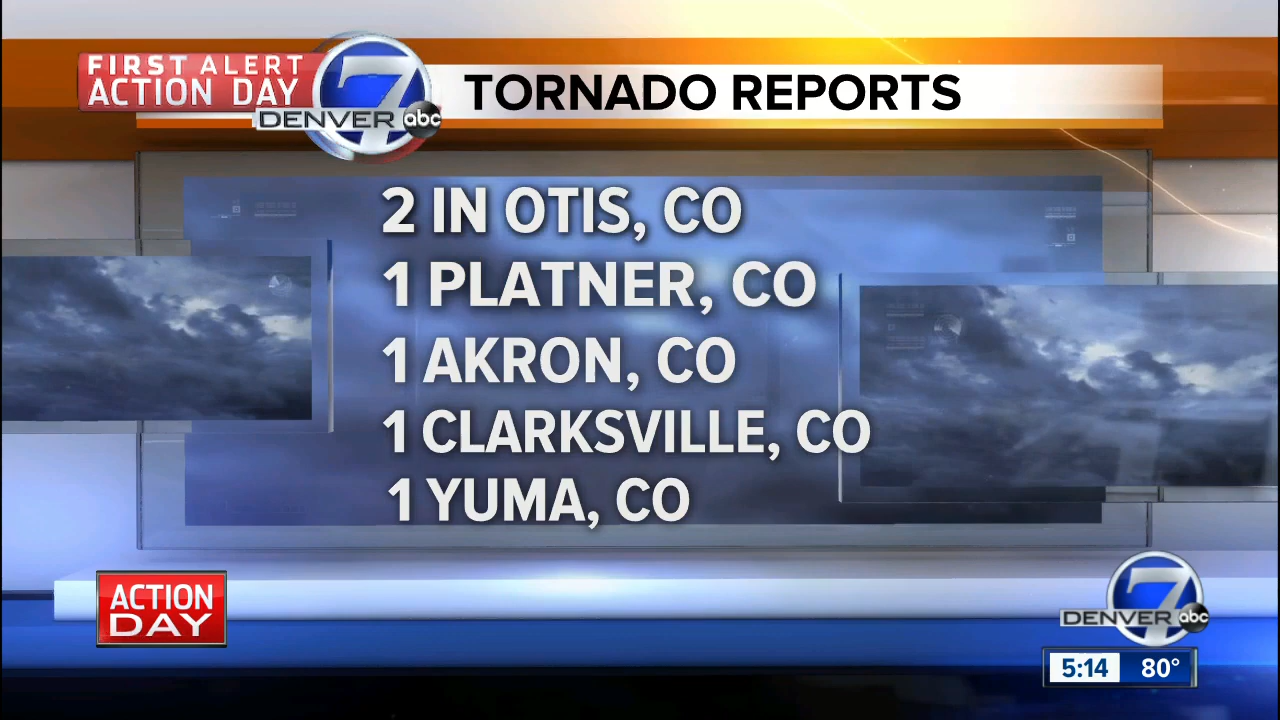 FIRST ALERT
ACTION DAY
7
DENVER abc
TORNADO REPORTS
2 IN OTIS, CO
1 PLATNER, CO
1 AKRON, CO
1 CLARKSVILLE, CO
1 YUMA, CO
ACTION
DAY
7
DENVER abc
5:14 80°